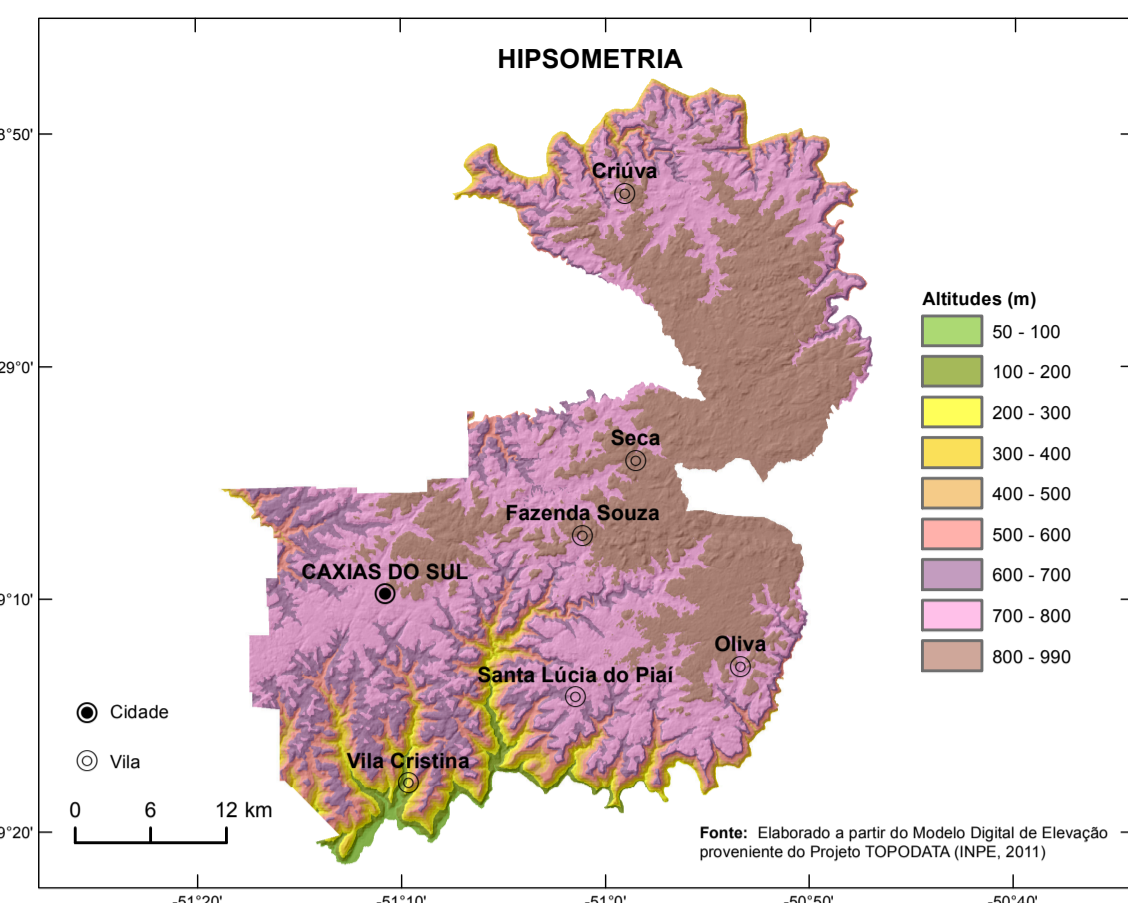 HIPSOMETRIA
8°50'
Criúva
Altitudes (m)
50 - 100
29°0'
100 - 200
200 - 300
Seca
300 - 400
400 - 500
Fazenda Souza
500 - 600
CAXIAS DO SUL
600 - 700
9°10'
700 - 800
Oliva
800 - 990
Santa Lúcia do Piaí
Cidade
Vila
Vila Cristina
0 6 12 km
9°20'
Fonte: Elaborado a partir do Modelo Digital de Elevação
proveniente do Projeto TOPODATA (INPE, 2011)
-51°20' -51°10' -51°0' -50°50' -50°40'